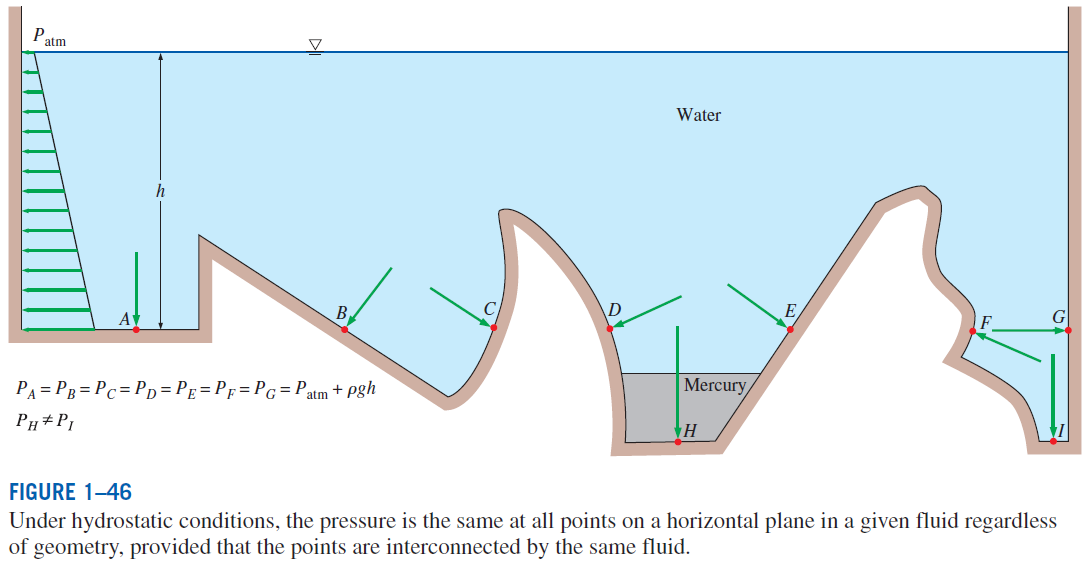 Patm
Water
h
A
B
C
D
E
F
G
Mercury
H
I
PA = PB = PC = PD = PE = PF = PG = Patm + ρgh
PH ≠ PI
FIGURE 1–46
Under hydrostatic conditions, the pressure is the same at all points on a horizontal plane in a given fluid regardless
of geometry, provided that the points are interconnected by the same fluid.